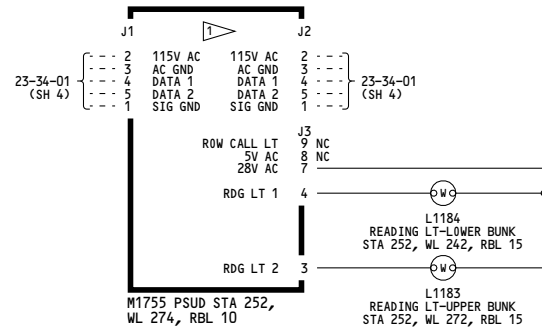 J1 1 J2
2 115V AC 115V AC 2
3 AC GND AC GND 3
23-34-01 4 DATA 1 DATA 1 4 23-34-01
(SH 4) 5 DATA 2 DATA 2 5 (SH 4)
1 SIG GND SIG GND 1
J3
ROW CALL LT 9 NC
5V AC 8 NC
28V AC 7
RDG LT 1 4 W
L1184
READING LT-LOWER BUNK
STA 252, WL 242, RBL 15
RDG LT 2 3 W
L1183
READING LT-UPPER BUNK
STA 252, WL 272, RBL 15
M1755 PSUD STA 252,
WL 274, RBL 10